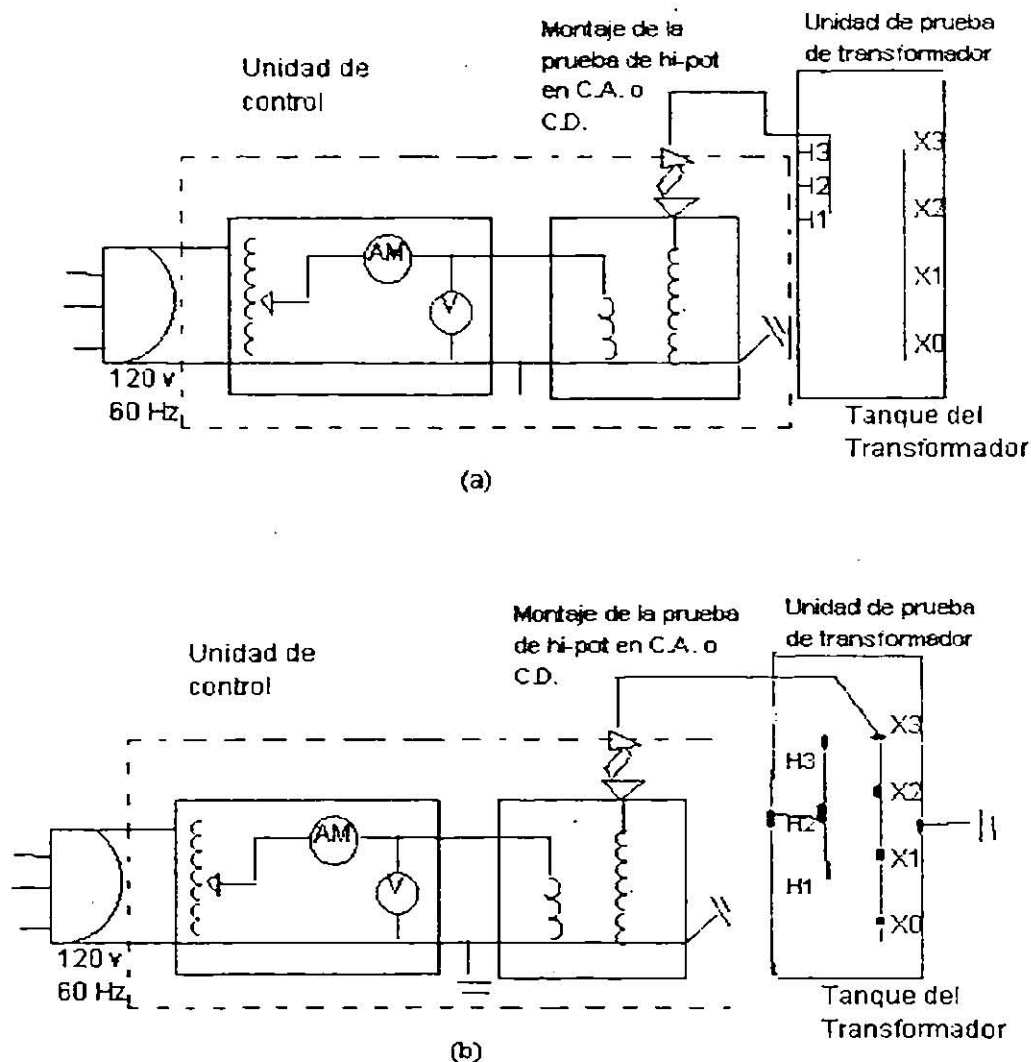 Unidad de
control
Montaje de la
prueba de hi-pot
en C.A. o
C.D.
Unidad de prueba
de transformador
H3
H2
H1
X3
X2
X1
X0
AM
V
120 v
60 Hz
Tanque del
Transformador
(a)
Unidad de
control
Montaje de la prueba
de hi-pot en C.A. o
C.D.
Unidad de prueba
de transformador
H3
H2
H1
X3
X2
X1
X0
AM
V
120 v
60 Hz
Tanque del
Transformador
(b)